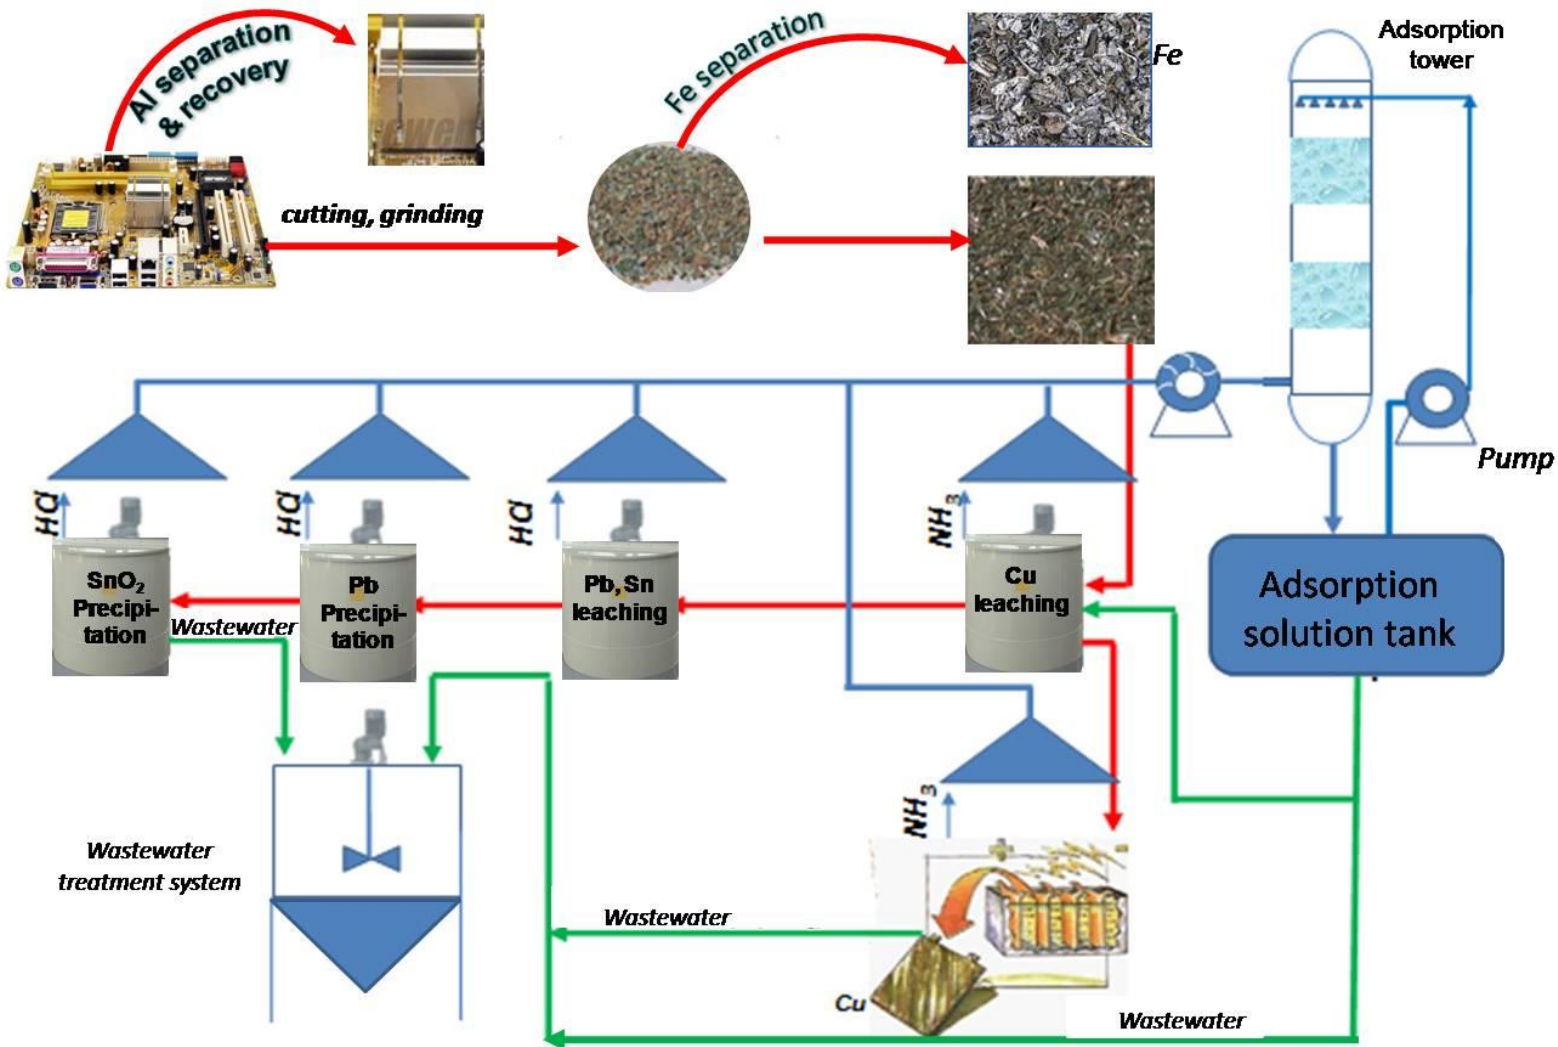 Al separation
& recovery
Fe separation
Fe
Adsorption
tower
cutting, grinding
Pump
HCl
HCl
HCl
NH3
SnO2
Precipi-
tation
Pb
Precipi-
tation
Pb, Sn
leaching
Cu
leaching
Adsorption
solution tank
Wastewater
NH3
Wastewater
treatment system
Wastewater
Cu
Wastewater